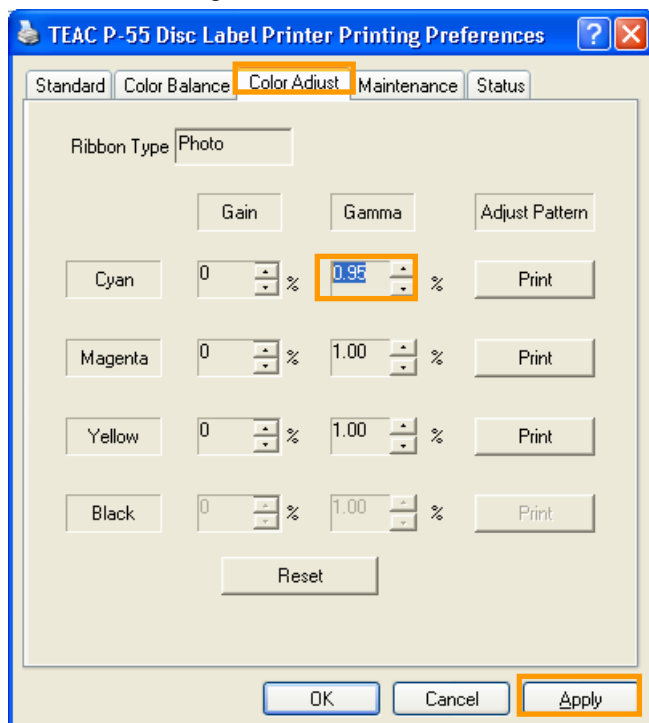 TEAC P-55 Disc Label Printer Printing Preferences
Standard Color Balance Color Adjust Maintenance Status
Ribbon Type Photo
Gain Gamma Adjust Pattern
Cyan 0 % 0.95 % Print
Magenta 0 % 1.00 % Print
Yellow 0 % 1.00 % Print
Black 0 % 1.00 % Print
Reset
OK Cancel Apply